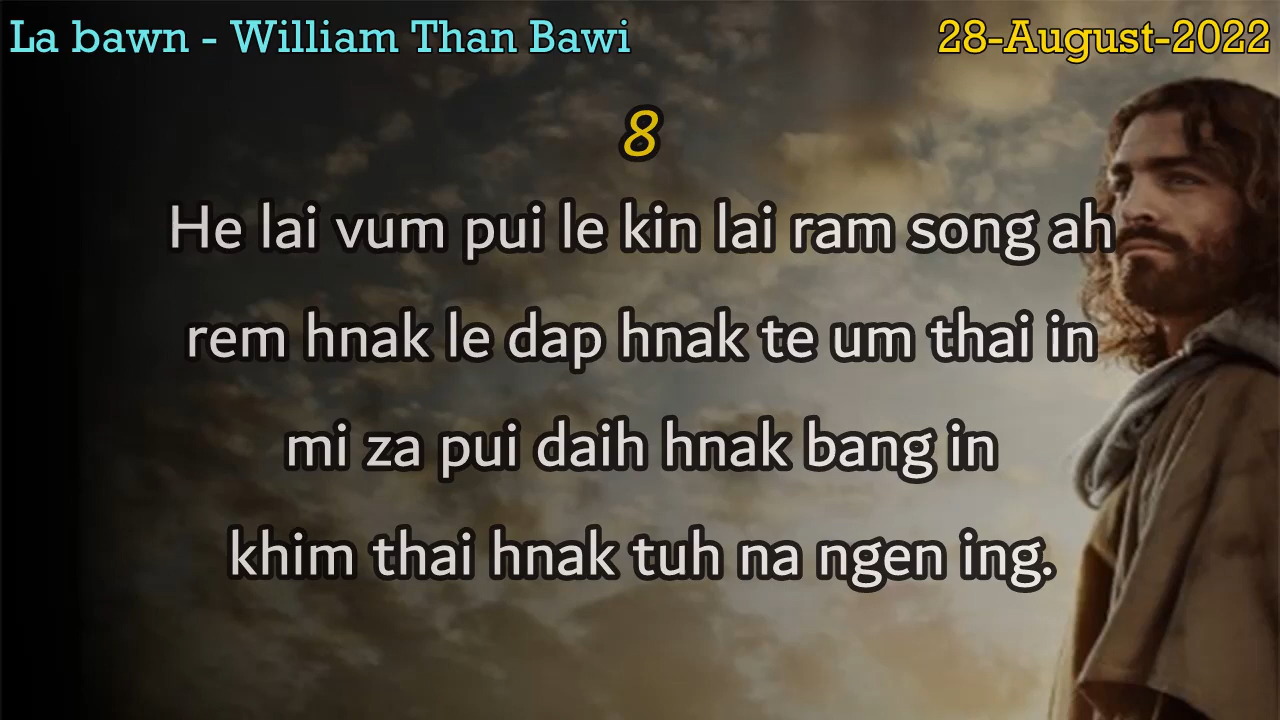 La bawn - William Than Bawi
28-August-2022
8
He lai vum pui le kin lai ram song ah
rem hnak le dap hnak te um thai in
mi za pui daih hnak bang in
khim thai hnak tuh na ngen ing.